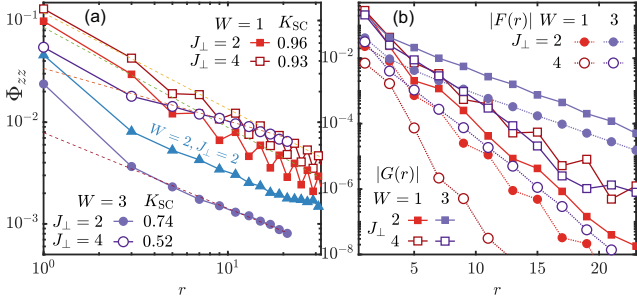 (a) W = 1 K_SC
J_⊥ = 2 0.96
J_⊥ = 4 0.93
W = 2, J_⊥ = 2
W = 3 K_SC
J_⊥ = 2 0.74
J_⊥ = 4 0.52
Φ_zz
10^-1
10^-2
10^-3
10^0 10^1
r
(b) |F(r)| W = 1 3
J_⊥ = 2
4
|G(r)|
W = 1 3
J_⊥ 2
4
10^-2
10^-4
10^-6
10^-8
5 10 15 20
r